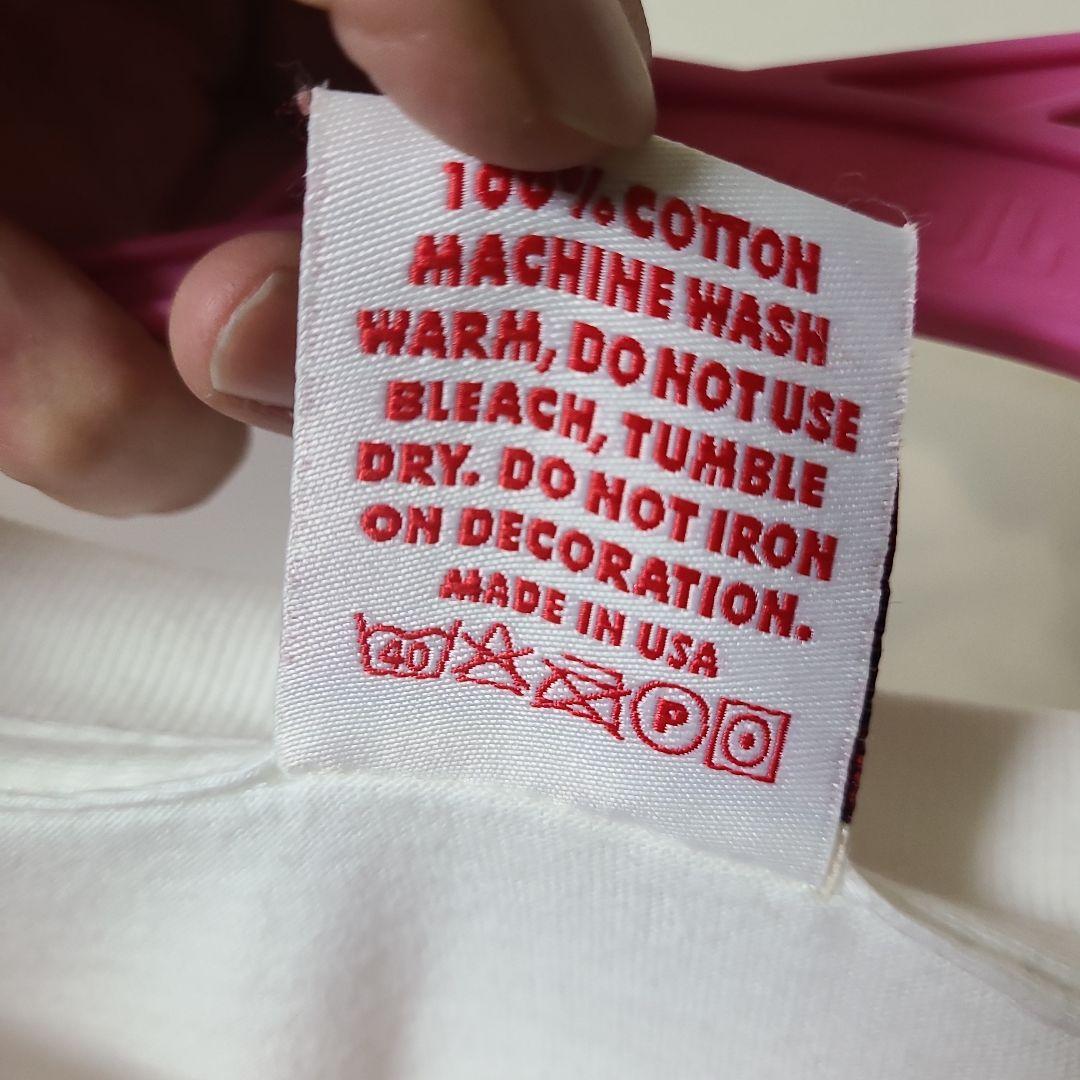 100% COTTON
MACHINE WASH
WARM, DO NOT USE
BLEACH, TUMBLE
DRY. DO NOT IRON
ON DECORATION.
MADE IN USA
40 P